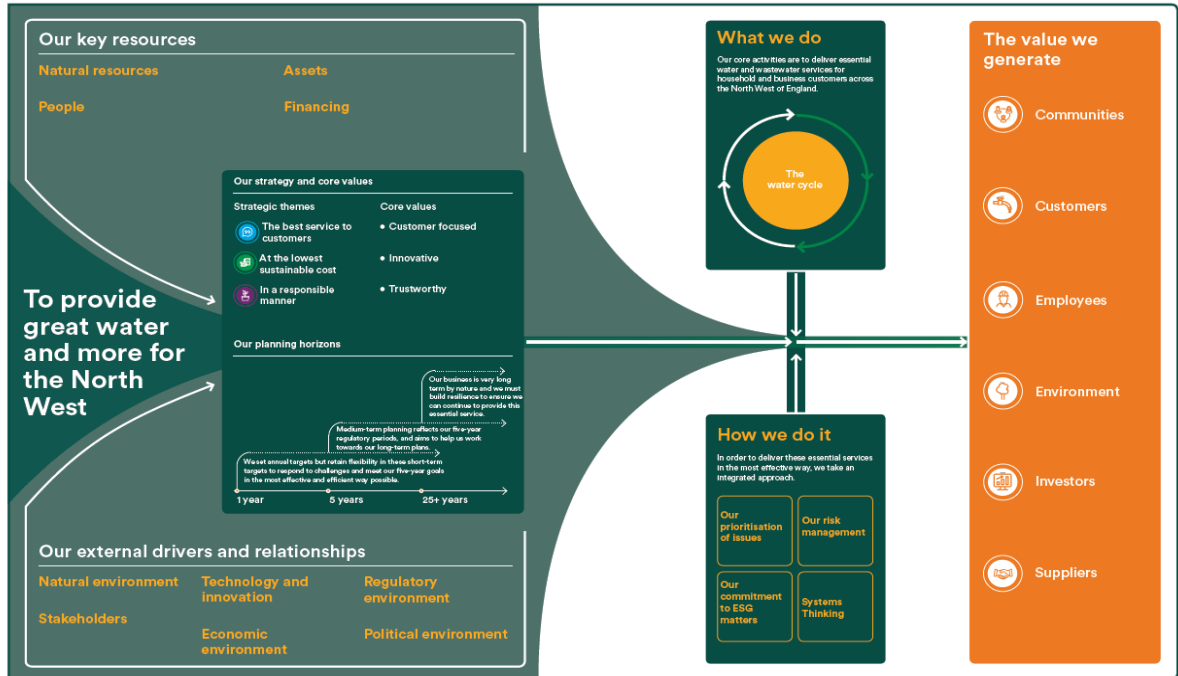 Our key resources
Natural resources
Assets
People
Financing
To provide
great water
and more for
the North
West
Our strategy and core values
Strategic themes
The best service to
customers
At the lowest
sustainable cost
In a responsible
manner
Core values
• Customer focused
• Innovative
• Trustworthy
Our planning horizons
Our business is very long
term by nature and we must
build resilience to ensure we
can continue to provide this
essential service.
Medium-term planning reflects our five-year
regulatory periods, and aims to help us work
towards our long-term plans.
We set annual targets but retain flexibility in these short-term
targets to respond to challenges and meet our five-year goals
in the most effective and efficient way possible.
1 year
5 years
25+ years
Our external drivers and relationships
Natural environment
Stakeholders
Technology and
innovation
Economic
environment
Regulatory
environment
Political environment
What we do
Our core activities are to deliver essential
water and wastewater services for
household and business customers across
the North West of England.
The
water cycle
How we do it
In order to deliver these essential services
in the most effective way, we take an
integrated approach.
Our
prioritisation
of issues
Our risk
management
Our
commitment
to ESG
matters
Systems
Thinking
The value we
generate
Communities
Customers
Employees
Environment
Investors
Suppliers